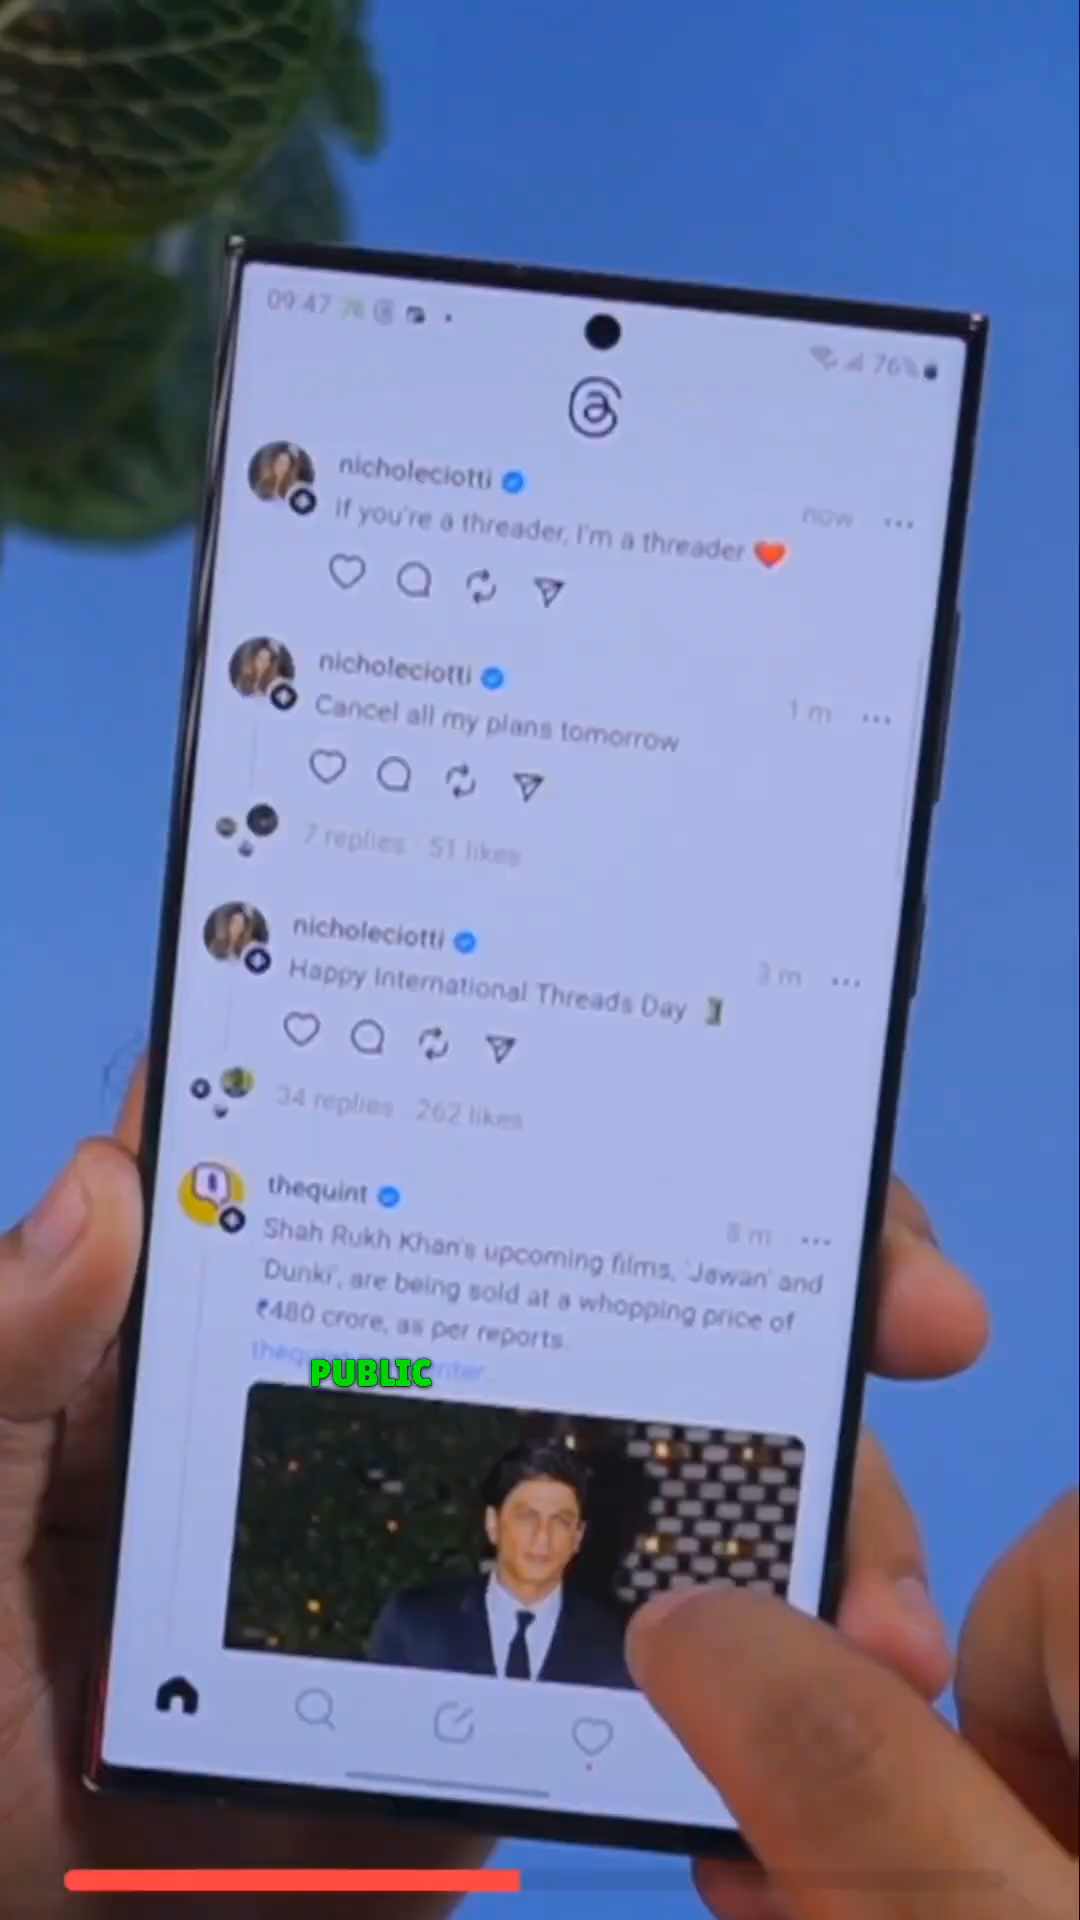 09:47
76%
nicholeciotti
now
If you're a threader, I'm a threader ❤️
nicholeciotti
1 m
Cancel all my plans tomorrow
7 replies 51 likes
nicholeciotti
3 m
Happy International Threads Day
34 replies 262 likes
thequint
8 m
Shah Rukh Khan's upcoming films, 'Jawan' and
'Dunki', are being sold at a whopping price of
₹480 crore, as per reports.
PUBLIC